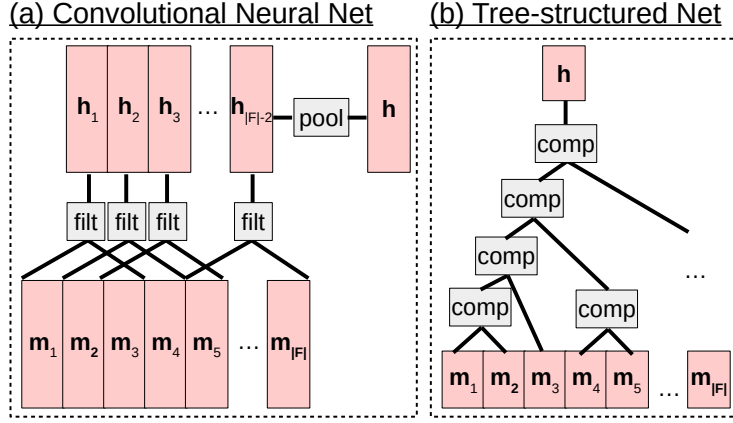 (a) Convolutional Neural Net
h1 h2 h3 ... h|F|-2 pool h
filt filt filt filt
m1 m2 m3 m4 m5 ... m|F|
(b) Tree-structured Net
h
comp
comp
comp
...
comp comp
m1 m2 m3 m4 m5 ... m|F|